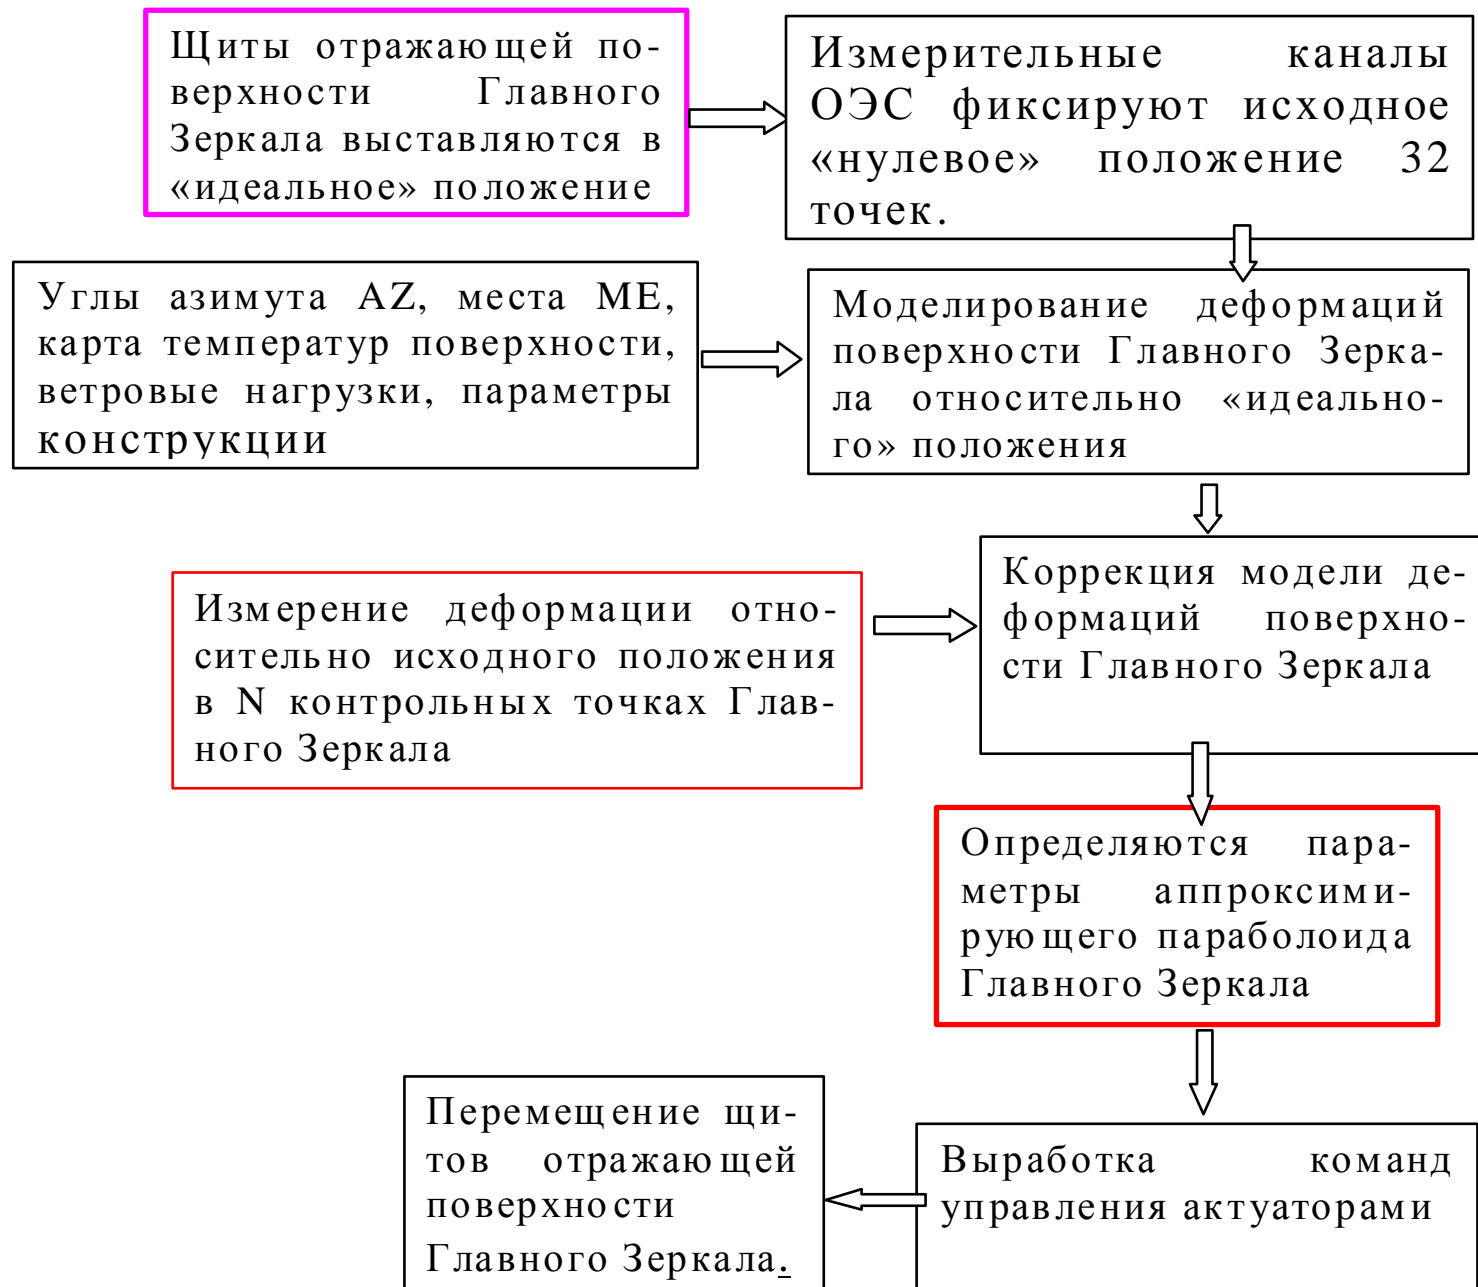 Щиты отражающей по-
верхности Главного
Зеркала выставляются в
«идеальное» положение
Измерительные каналы
ОЭС фиксируют исходное
«нулевое» положение 32
точек.
Углы азимута AZ, места МЕ,
карта температур поверхности,
ветровые нагрузки, параметры
конструкции
Моделирование деформаций
поверхности Главного Зерка-
ла относительно «идеально-
го» положения
Измерение деформации отно-
сительно исходного положения
в N контрольных точках Глав-
ного Зеркала
Коррекция модели де-
формаций поверхно-
сти Главного Зеркала
Определяются пара-
метры аппроксими-
рующего параболоида
Главного Зеркала
Перемещение щи-
тов отражающей
поверхности
Главного Зеркала.
Выработка команд
управления актуаторами